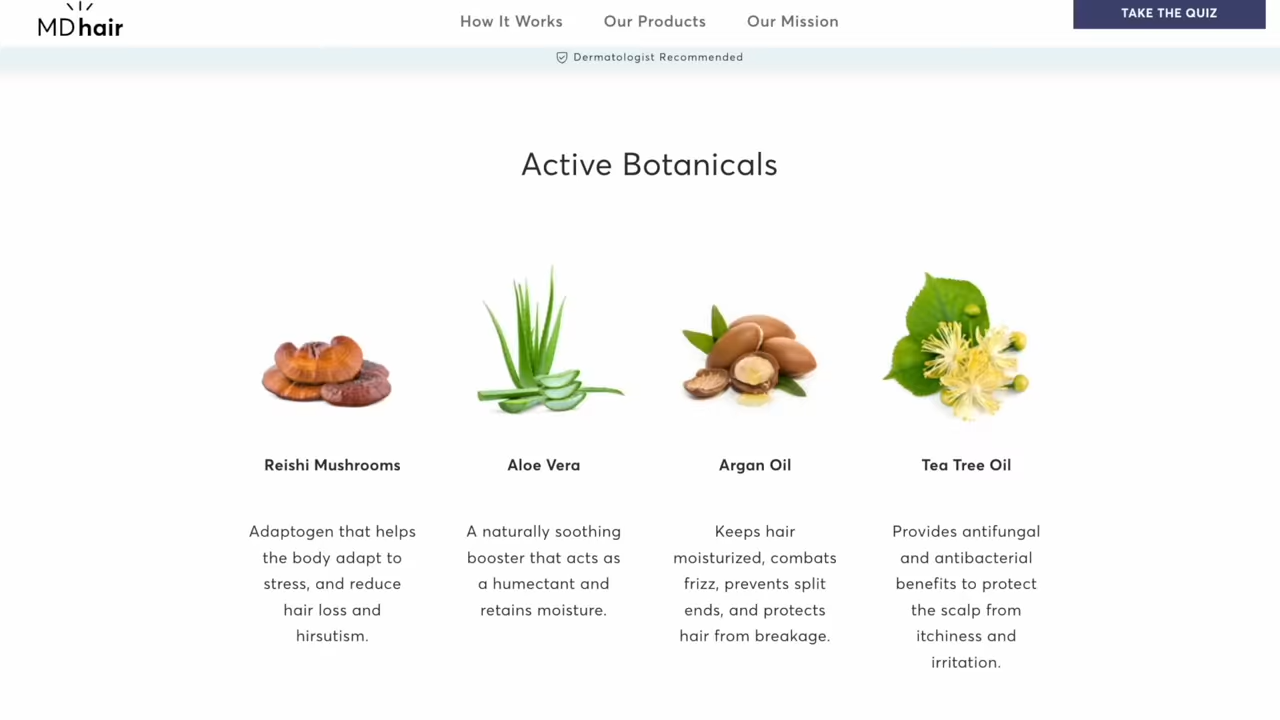 MDhair
How It Works
Our Products
Our Mission
TAKE THE QUIZ
Dermatologist Recommended
Active Botanicals
Reishi Mushrooms
Adaptogen that helps
the body adapt to
stress, and reduce
hair loss and
hirsutism.
Aloe Vera
A naturally soothing
booster that acts as
a humectant and
retains moisture.
Argan Oil
Keeps hair
moisturized, combats
frizz, prevents split
ends, and protects
hair from breakage.
Tea Tree Oil
Provides antifungal
and antibacterial
benefits to protect
the scalp from
itchiness and
irritation.